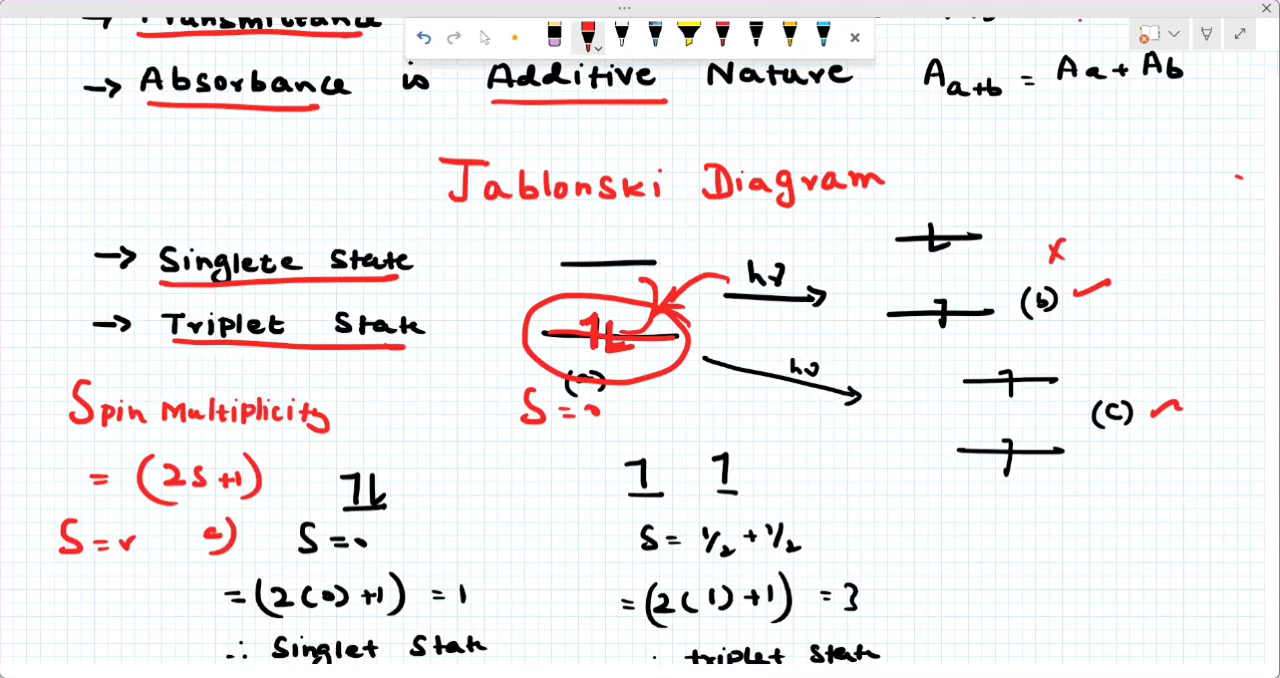 → Transmittance
→ Absorbance is Additive Nature A a+b = Aa + Ab
Jablonski Diagram
→ Singlete State
→ Triplet State
hν
(b)
hν
(a)
(C)
S = 0
Spin Multiplicity
= (2S+1)
S = 0
S = 1/2 + 1/2
= (2(0)+1) = 1
= (2(1)+1) = 3
∴ Singlet State
triplet State